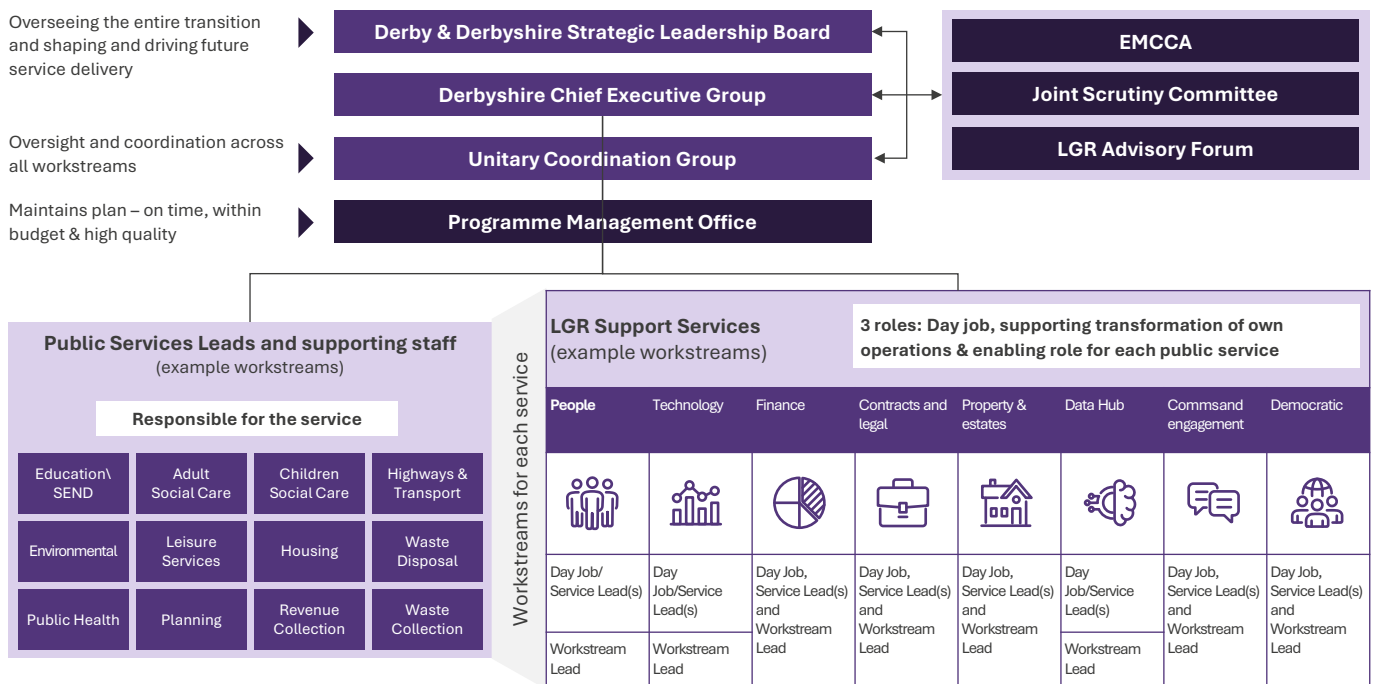 Overseeing the entire transition
and shaping and driving future
service delivery
Derby & Derbyshire Strategic Leadership Board
Derbyshire Chief Executive Group
Oversight and coordination across
all workstreams
Unitary Coordination Group
Maintains plan – on time, within
budget & high quality
Programme Management Office
EMCCA
Joint Scrutiny Committee
LGR Advisory Forum
Public Services Leads and supporting staff
(example workstreams)
Responsible for the service
Education\
SEND
Adult
Social Care
Children
Social Care
Highways &
Transport
Environmental
Leisure
Services
Housing
Waste
Disposal
Public Health
Planning
Revenue
Collection
Waste
Collection
Workstreams for each service
LGR Support Services
(example workstreams)
3 roles: Day job, supporting transformation of own
operations & enabling role for each public service
People
Technology
Finance
Contracts and
legal
Property &
estates
Data Hub
Commsand
engagement
Democratic
Day Job/
Service Lead(s)
Workstream
Lead
Day
Job/Service
Lead(s)
Workstream
Lead
Day Job,
Service Lead(s)
and
Workstream
Lead
Day Job,
Service Lead(s)
and
Workstream
Lead
Day Job,
Service Lead(s)
and
Workstream
Lead
Day
Job/Service
Lead(s)
Workstream
Lead
Day Job,
Service Lead(s)
and
Workstream
Lead
Day Job,
Service Lead(s)
and
Workstream
Lead